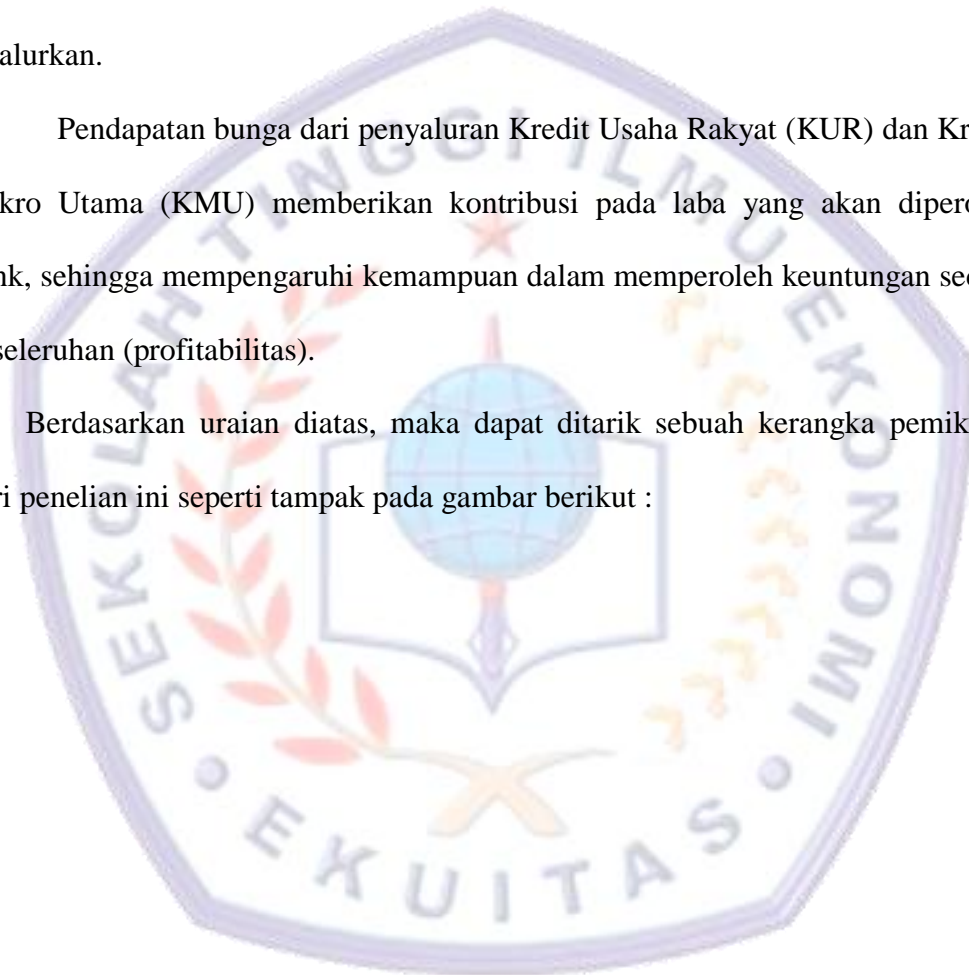 alurkan.
Pendapatan bunga dari penyaluran Kredit Usaha Rakyat (KUR) dan Kr
kro Utama (KMU) memberikan kontribusi pada laba yang akan dipero
nk, sehingga mempengaruhi kemampuan dalam memperoleh keuntungan sec
seleruhan (profitabilitas).
Berdasarkan uraian diatas, maka dapat ditarik sebuah kerangka pemik
ri penelian ini seperti tampak pada gambar berikut :
SEKOLAH TINGGI ILMU EKONOMI
EKUITAS